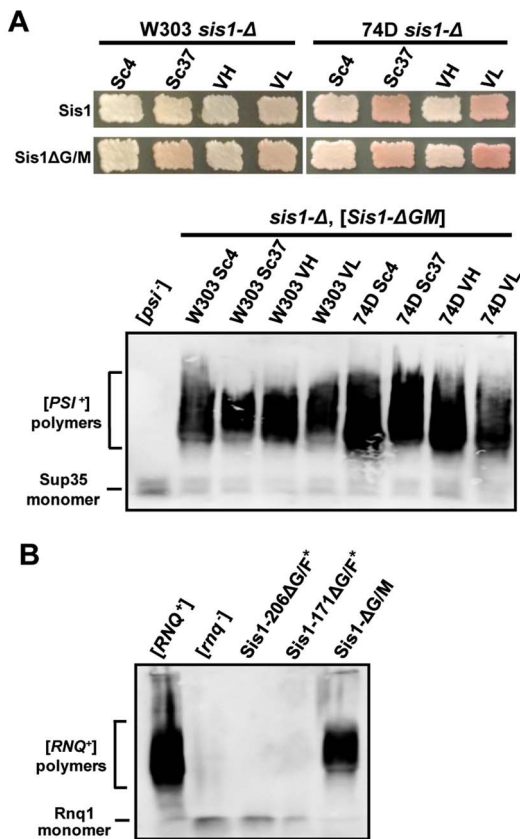 A
W303 sis1-Δ
74D sis1-Δ
Sc4 Sc37 VH VL Sc4 Sc37 VH VL
Sis1
Sis1ΔG/M
sis1-Δ, [Sis1-ΔGM]
[psi-] W303 Sc4 W303 Sc37 W303 VH W303 VL 74D Sc4 74D Sc37 74D VH 74D VL
[PSI+]
polymers
Sup35
monomer
B
[RNQ+] [rnq-] Sis1-206ΔG/F* Sis1-171ΔG/F* Sis1-ΔG/M
[RNQ+]
polymers
Rnq1
monomer